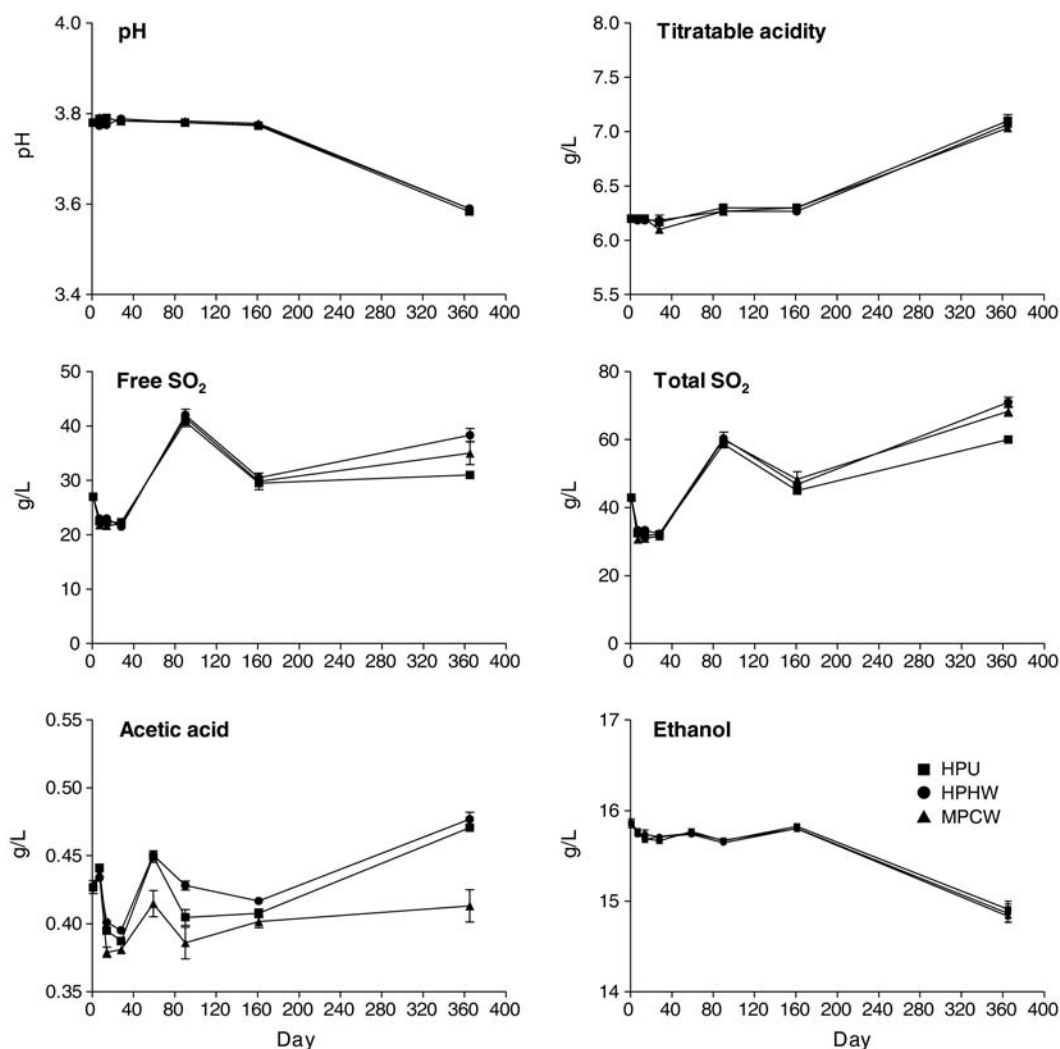 pH
pH
4.0
3.8
3.6
3.4
0 40 80 120 160 200 240 280 320 360 400
Titratable acidity
g/L
8.0
7.5
7.0
6.5
6.0
5.5
0 40 80 120 160 200 240 280 320 360 400
Free SO₂
g/L
50
40
30
20
10
0
0 40 80 120 160 200 240 280 320 360 400
Total SO₂
g/L
80
60
40
20
0
0 40 80 120 160 200 240 280 320 360 400
Acetic acid
g/L
0.55
0.50
0.45
0.40
0.35
0 40 80 120 160 200 240 280 320 360 400
Day
Ethanol
g/L
17
16
15
14
HPU
HPHW
MPCW
0 40 80 120 160 200 240 280 320 360 400
Day